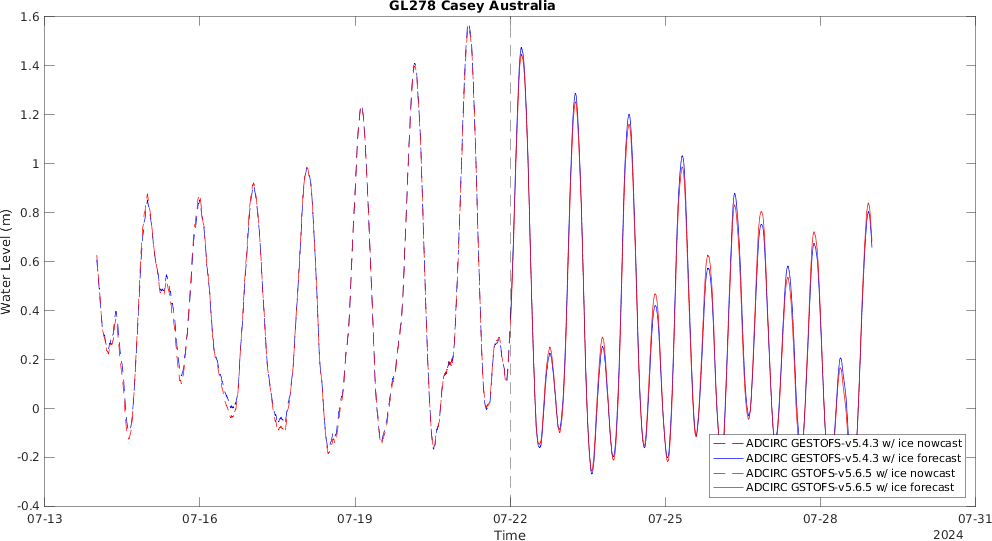 GL278 Casey Australia
Water Level (m)
1.6
1.4
1.2
1
0.8
0.6
0.4
0.2
0
-0.2
-0.4
07-13
07-16
07-19
07-22
07-25
07-28
07-31
Time
2024
ADCIRC GESTOFS-v5.4.3 w/ ice nowcast
ADCIRC GESTOFS-v5.4.3 w/ ice forecast
ADCIRC GSTOFS-v5.6.5 w/ ice nowcast
ADCIRC GSTOFS-v5.6.5 w/ ice forecast